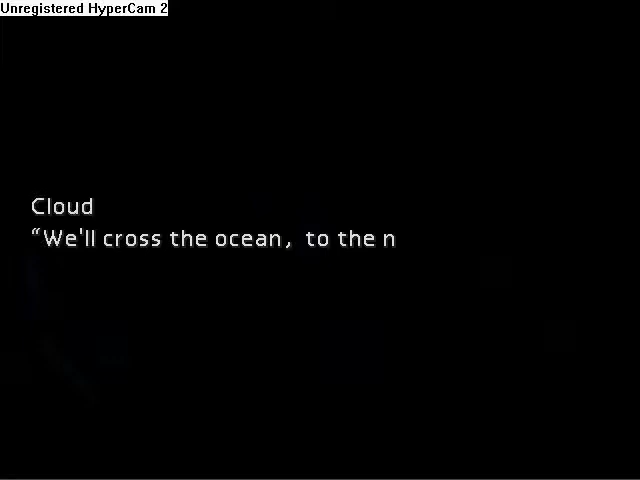 Unregistered HyperCam 2
Cloud
“We'll cross the ocean, to the n